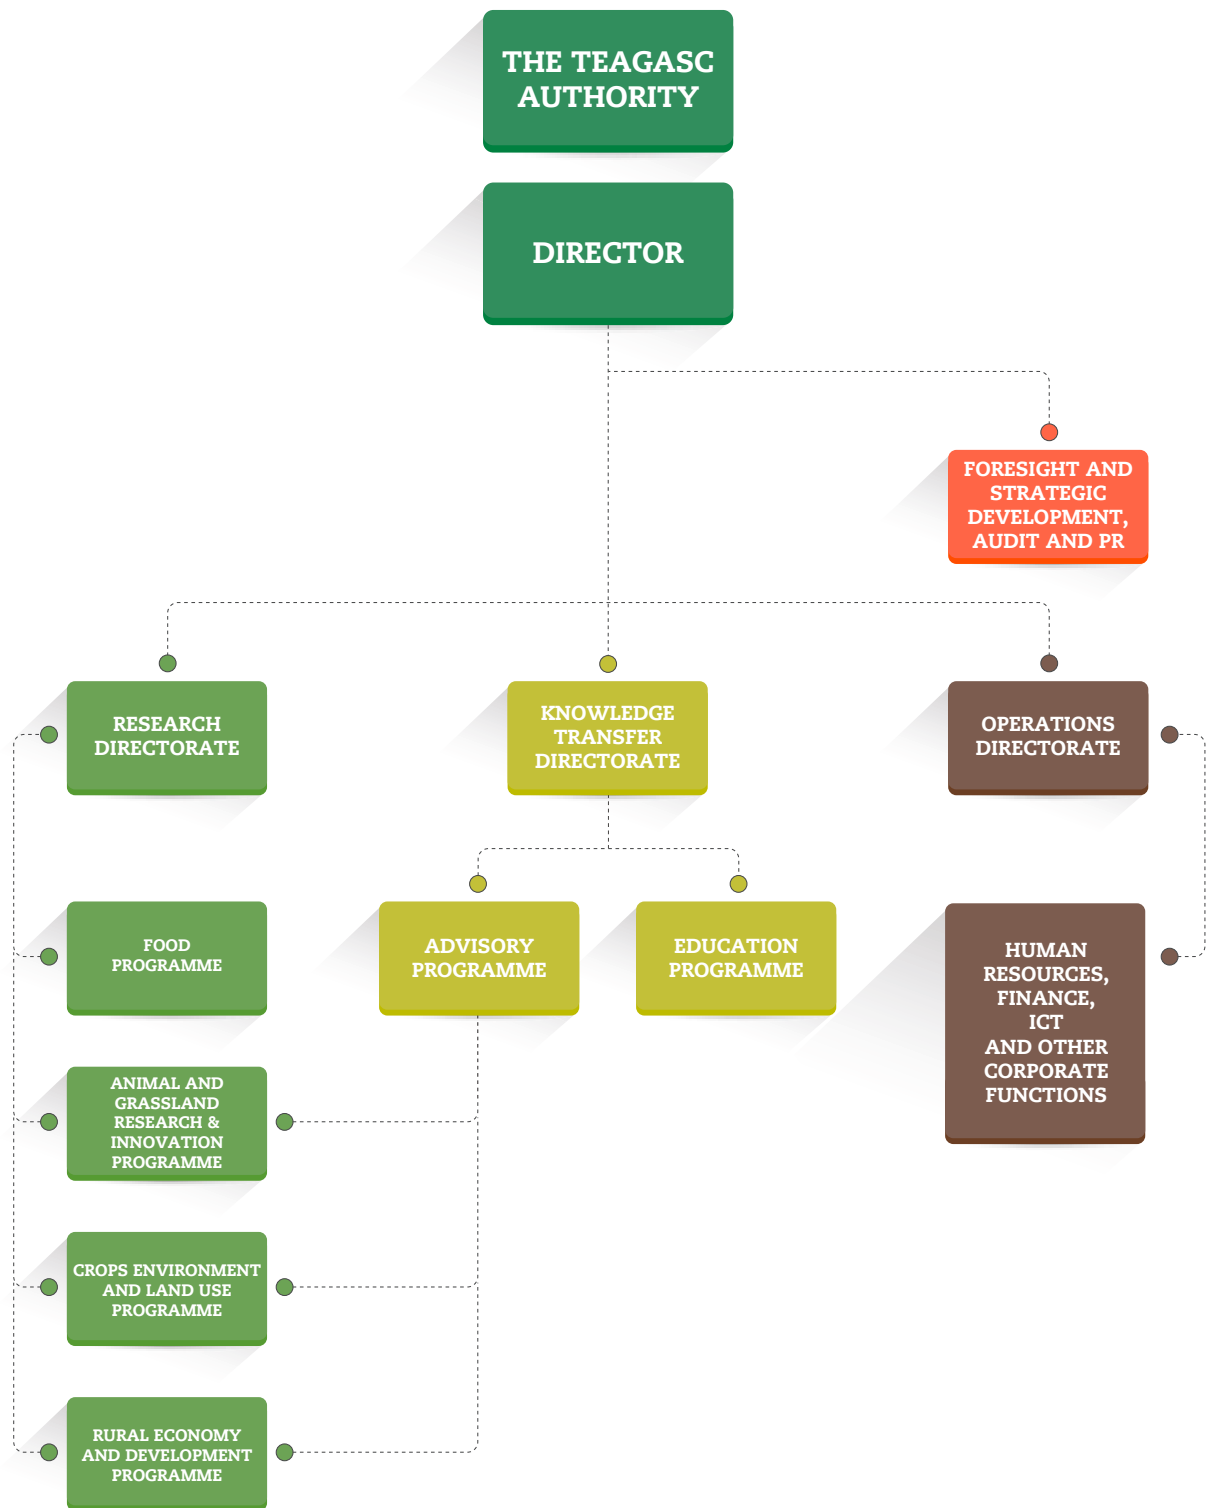 THE TEAGASC
AUTHORITY
DIRECTOR
FORESIGHT AND
STRATEGIC
DEVELOPMENT,
AUDIT AND PR
RESEARCH
DIRECTORATE
KNOWLEDGE
TRANSFER
DIRECTORATE
OPERATIONS
DIRECTORATE
FOOD
PROGRAMME
ADVISORY
PROGRAMME
EDUCATION
PROGRAMME
HUMAN
RESOURCES,
FINANCE,
ICT
AND OTHER
CORPORATE
FUNCTIONS
ANIMAL AND
GRASSLAND
RESEARCH &
INNOVATION
PROGRAMME
CROPS ENVIRONMENT
AND LAND USE
PROGRAMME
RURAL ECONOMY
AND DEVELOPMENT
PROGRAMME